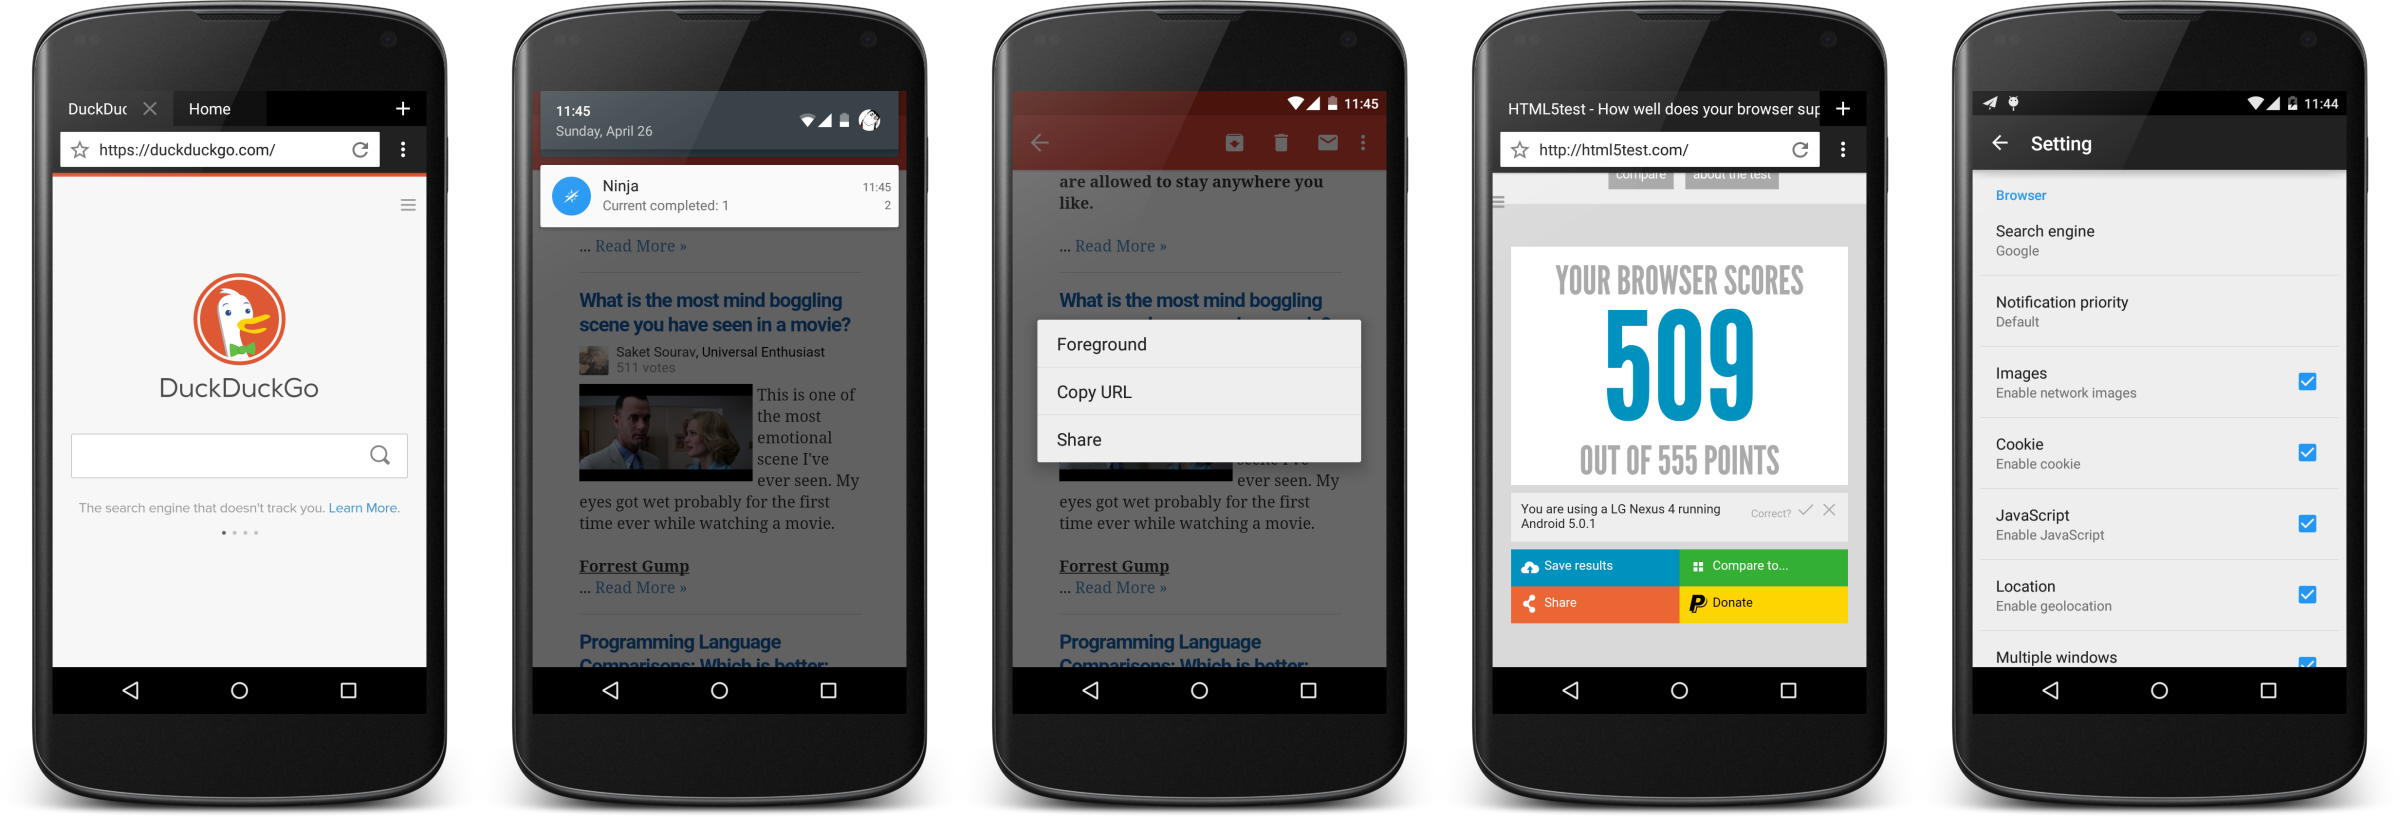 DuckDuc
Home
https://duckduckgo.com/
DuckDuckGo
The search engine that doesn't track you. Learn More.
11:45
Sunday, April 26
Ninja
11:45
Current completed: 1
2
... Read More »
What is the most mind boggling
scene you have seen in a movie?
Saket Sourav, Universal Enthusiast
511 votes
This is one of
the most
emotional
scene I've
ever seen. My
eyes got wet probably for the first
time ever while watching a movie.
Forrest Gump
... Read More »
Programming Language
Comparisons: Which is better:
11:45
are allowed to stay anywhere you
like.
... Read More »
What is the most mind boggling
Foreground
Copy URL
Share
scene I've
ever seen. My
eyes got wet probably for the first
time ever while watching a movie.
Forrest Gump
... Read More »
Programming Language
Comparisons: Which is better:
HTML5test - How well does your browser sup
http://html5test.com/
compare
about the test
YOUR BROWSER SCORES
509
OUT OF 555 POINTS
You are using a LG Nexus 4 running
Android 5.0.1
Correct?
Save results
Compare to...
Share
Donate
11:44
Setting
Browser
Search engine
Google
Notification priority
Default
Images
Enable network images
Cookie
Enable cookie
JavaScript
Enable JavaScript
Location
Enable geolocation
Multiple windows